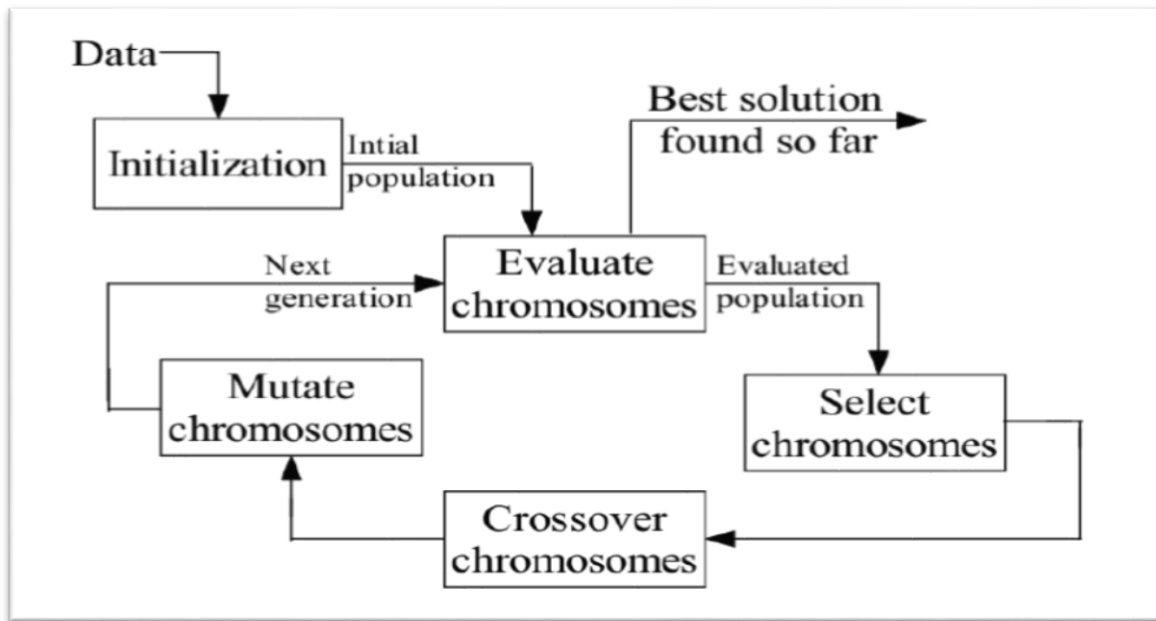 Data
Best solution
found so far
Initialization
Intial
population
Evaluate
chromosomes
Next
generation
Evaluated
population
Mutate
chromosomes
Select
chromosomes
Crossover
chromosomes